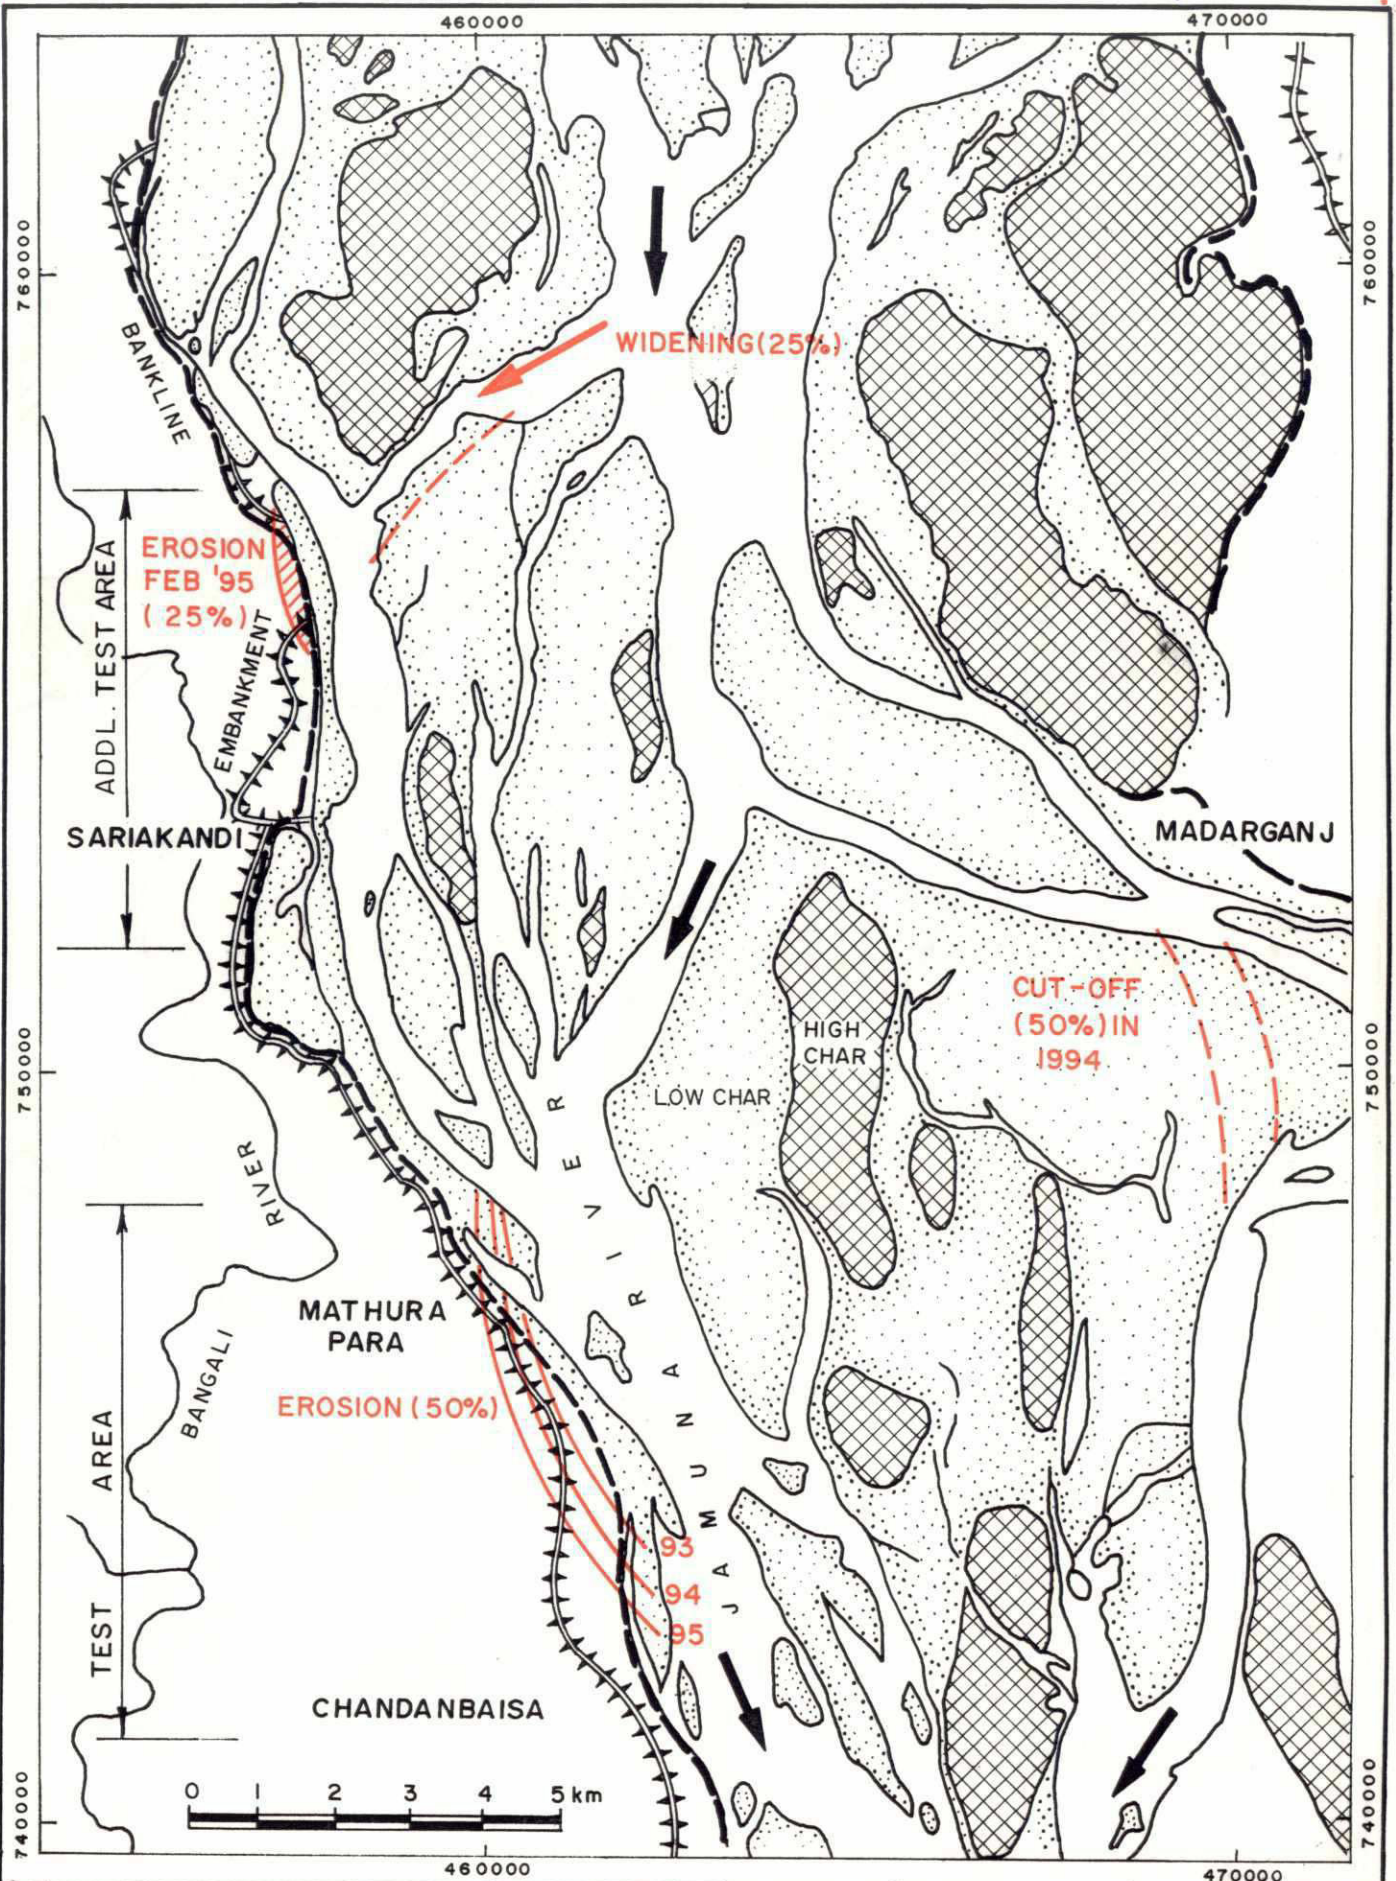 460000
470000
760000
760000
BANKLINE
WIDENING (25%)
ADDL. TEST AREA
EROSION
FEB '95
(25%)
EMBANKMENT
SARIAKANDI
MADARGANJ
CUT-OFF
(50%) IN
1994
HIGH
CHAR
LOW CHAR
750000
750000
RIVER
BANGALI
JAMUNA RIVER
MATHURA
PARA
EROSION (50%)
TEST AREA
93
94
95
CHANDANBAISA
0 1 2 3 4 5 km
740000
740000
460000
470000